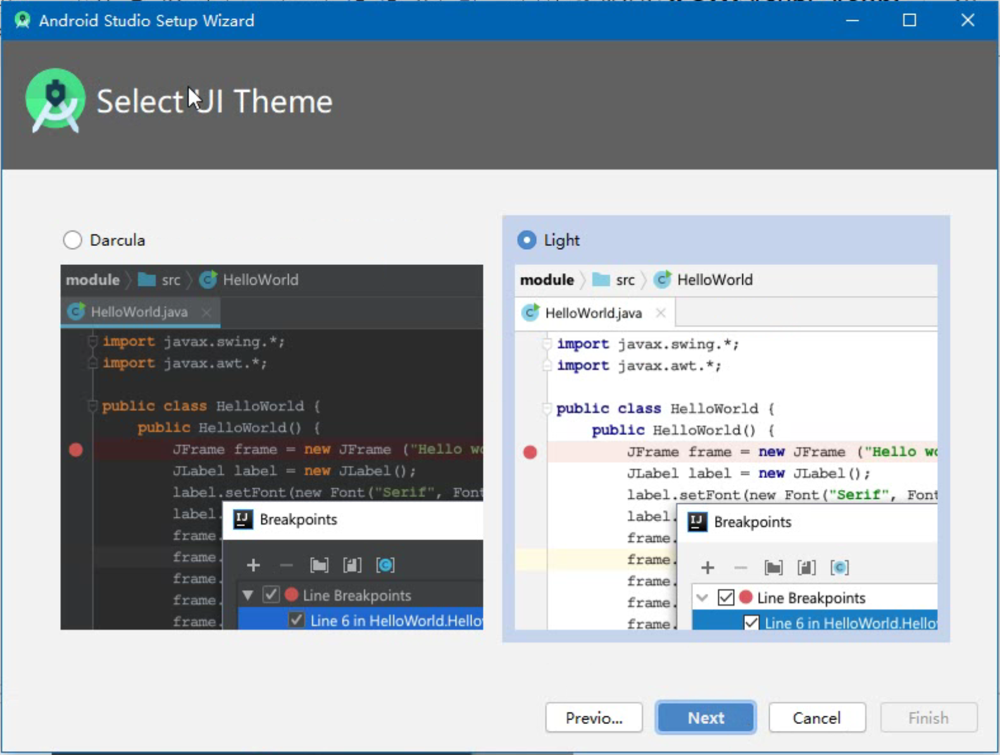 Android Studio Setup Wizard
Select UI Theme
Darcula
module src HelloWorld
HelloWorld.java
import javax.swing.*;
import javax.awt.*;
public class HelloWorld {
public HelloWorld() {
JFrame frame = new JFrame ("Hello wo
JLabel label = new JLabel();
label.setFont(new Font("Serif", Font
label.
frame.
frame.
frame.
frame.
frame.
Breakpoints
Line Breakpoints
Line 6 in HelloWorld.Hello
Light
module src HelloWorld
HelloWorld.java
import javax.swing.*;
import javax.awt.*;
public class HelloWorld {
public HelloWorld() {
JFrame frame = new JFrame ("Hello wo
JLabel label = new JLabel();
label.setFont(new Font("Serif", Font
label.
frame.
frame.
frame.
frame.
frame.
Breakpoints
Line Breakpoints
Line 6 in HelloWorld.Hello
Previo...
Next
Cancel
Finish